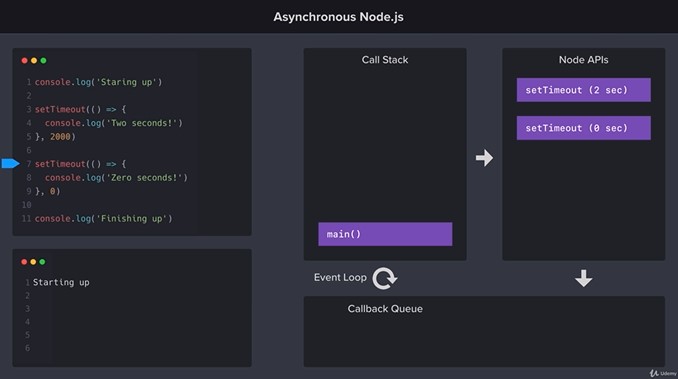 Asynchronous Node.js
1 console.log('Staring up')
2
3 setTimeout(() => {
4   console.log('Two seconds!')
5 }, 2000)
6
7 setTimeout(() => {
8   console.log('Zero seconds!')
9 }, 0)
10
11 console.log('Finishing up')
1 Starting up
2
3
4
5
6
Call Stack
main()
Node APIs
setTimeout (2 sec)
setTimeout (0 sec)
Event Loop
Callback Queue
Udemy